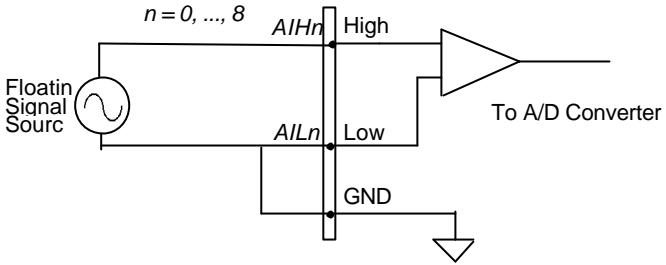 n = 0, ..., 8
AIHn
High
Floatin
Signal
Sourc
To A/D Converter
AILn
Low
GND